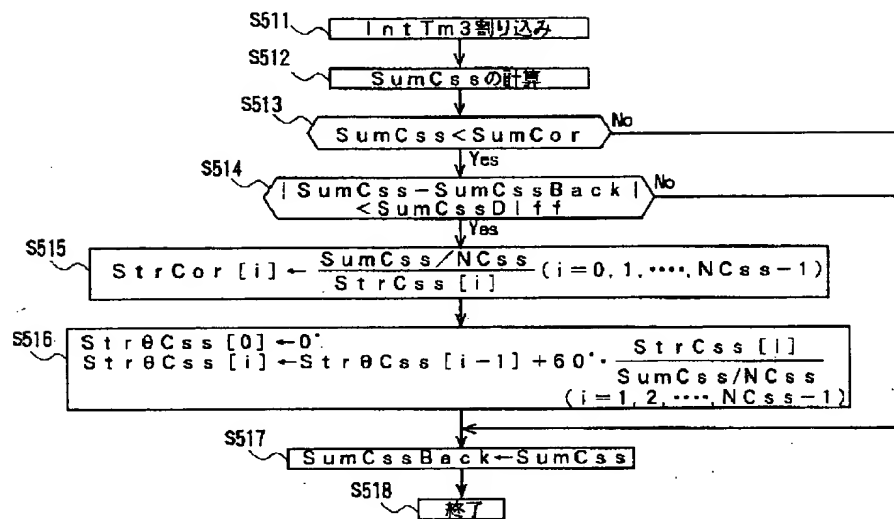 S511
IntTm3割り込み
S512
SumCssの計算
S513
SumCss<SumCor
No
Yes
S514
|SumCss-SumCssBack|
<SumCssDiff
No
Yes
S515
StrCor[i]←(SumCss/NCss)/StrCss[i] (i=0,1,····,NCss-1)
S516
StrθCss[0]←0°
StrθCss[i]←StrθCss[i-1]+60°·StrCss[i]/(SumCss/NCss)
(i=1,2,····,NCss-1)
S517
SumCssBack←SumCss
S518
終了